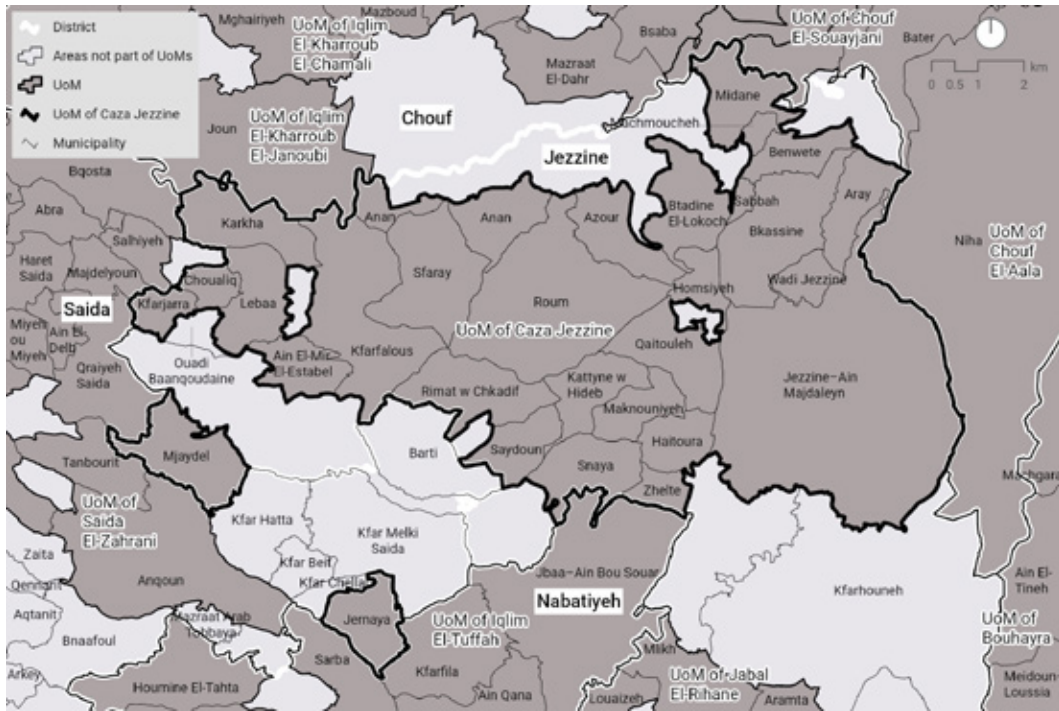 District
Areas not part of UoMs
UoM
UoM of Caza Jezzine
Municipality
Mghairiyeh
Mazboud
UoM of Iqlim
El-Kharroub
El-Chamali
Bsaba
UoM of Chouf
El-Souayjani
Bater
km
0 0.5 1 2
Mazraat
El-Dahr
Midane
Chouf
Machmoucheh
Joun
UoM of Iqlim
El-Kharroub
El-Janoubi
Jezzine
Benwete
Bqosta
Abra
Karkha
Anan
Anan
Azour
Btadine
El-Lokoch
Sabbah
Aray
Bkassine
Salhiyeh
Haret
Saida
Majdelyoun
Choualiq
Sfaray
Niha
UoM of
Chouf
El-Aala
Wadi Jezzine
Homsiyeh
Saida
Kfarjarra
Lebaa
Roum
UoM of Caza Jezzine
Miyeh
ou
Miyeh
Ain El-
Delb
Qaitouleh
Qraiyeh
Saida
Ouadi
Baanqoudaine
Ain El-Mir
El-Estabel
Kfarfalous
Jezzine–Ain
Majdaleyn
Rimat w Chkadif
Kattyne w
Hideb
Maknouniyeh
Haitoura
Mjaydel
Barti
Saydoun
Snaya
Tanbourit
Zhelte
Machgara
UoM of
Saida
El-Zahrani
Kfar Hatta
Kfar Melki
Saida
Zaita
Kfar Beit
Kfar Chella
Jbaa–Ain Bou Souar
Anqoun
Kfarhouneh
Ain El-
Tineh
Aqtanit
Nabatiyeh
Mazraat Arab
Tobbaya
Jernaya
UoM of Iqlim
El-Tuffah
UoM of
Bouhayra
Bnaafoul
Mlikh
Arkey
Sarba
Kfarfila
UoM of Jabal
El-Rihane
Meidoun-
Loussia
Houmine El-Tahta
Ain Qana
Louaizeh
Aramta